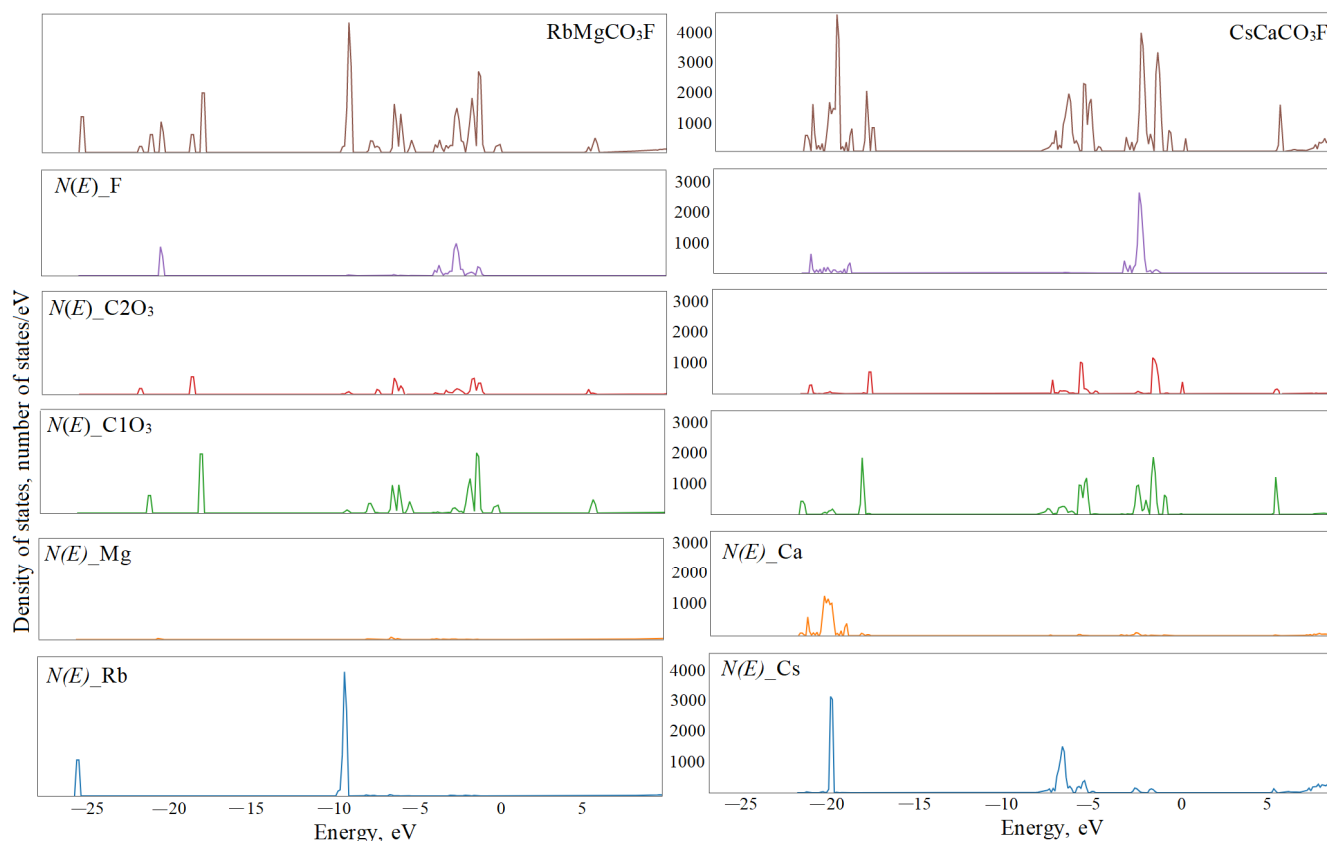 RbMgCO₃F
CsCaCO₃F
4000
3000
2000
1000
N(E)_F
3000
2000
1000
N(E)_C2O₃
3000
2000
1000
N(E)_C1O₃
3000
2000
1000
N(E)_Mg
N(E)_Ca
3000
2000
1000
N(E)_Rb
N(E)_Cs
4000
3000
2000
1000
Density of states, number of states/eV
—25 —20 —15 —10 —5 0 5
Energy, eV
—25 —20 —15 —10 —5 0 5
Energy, eV